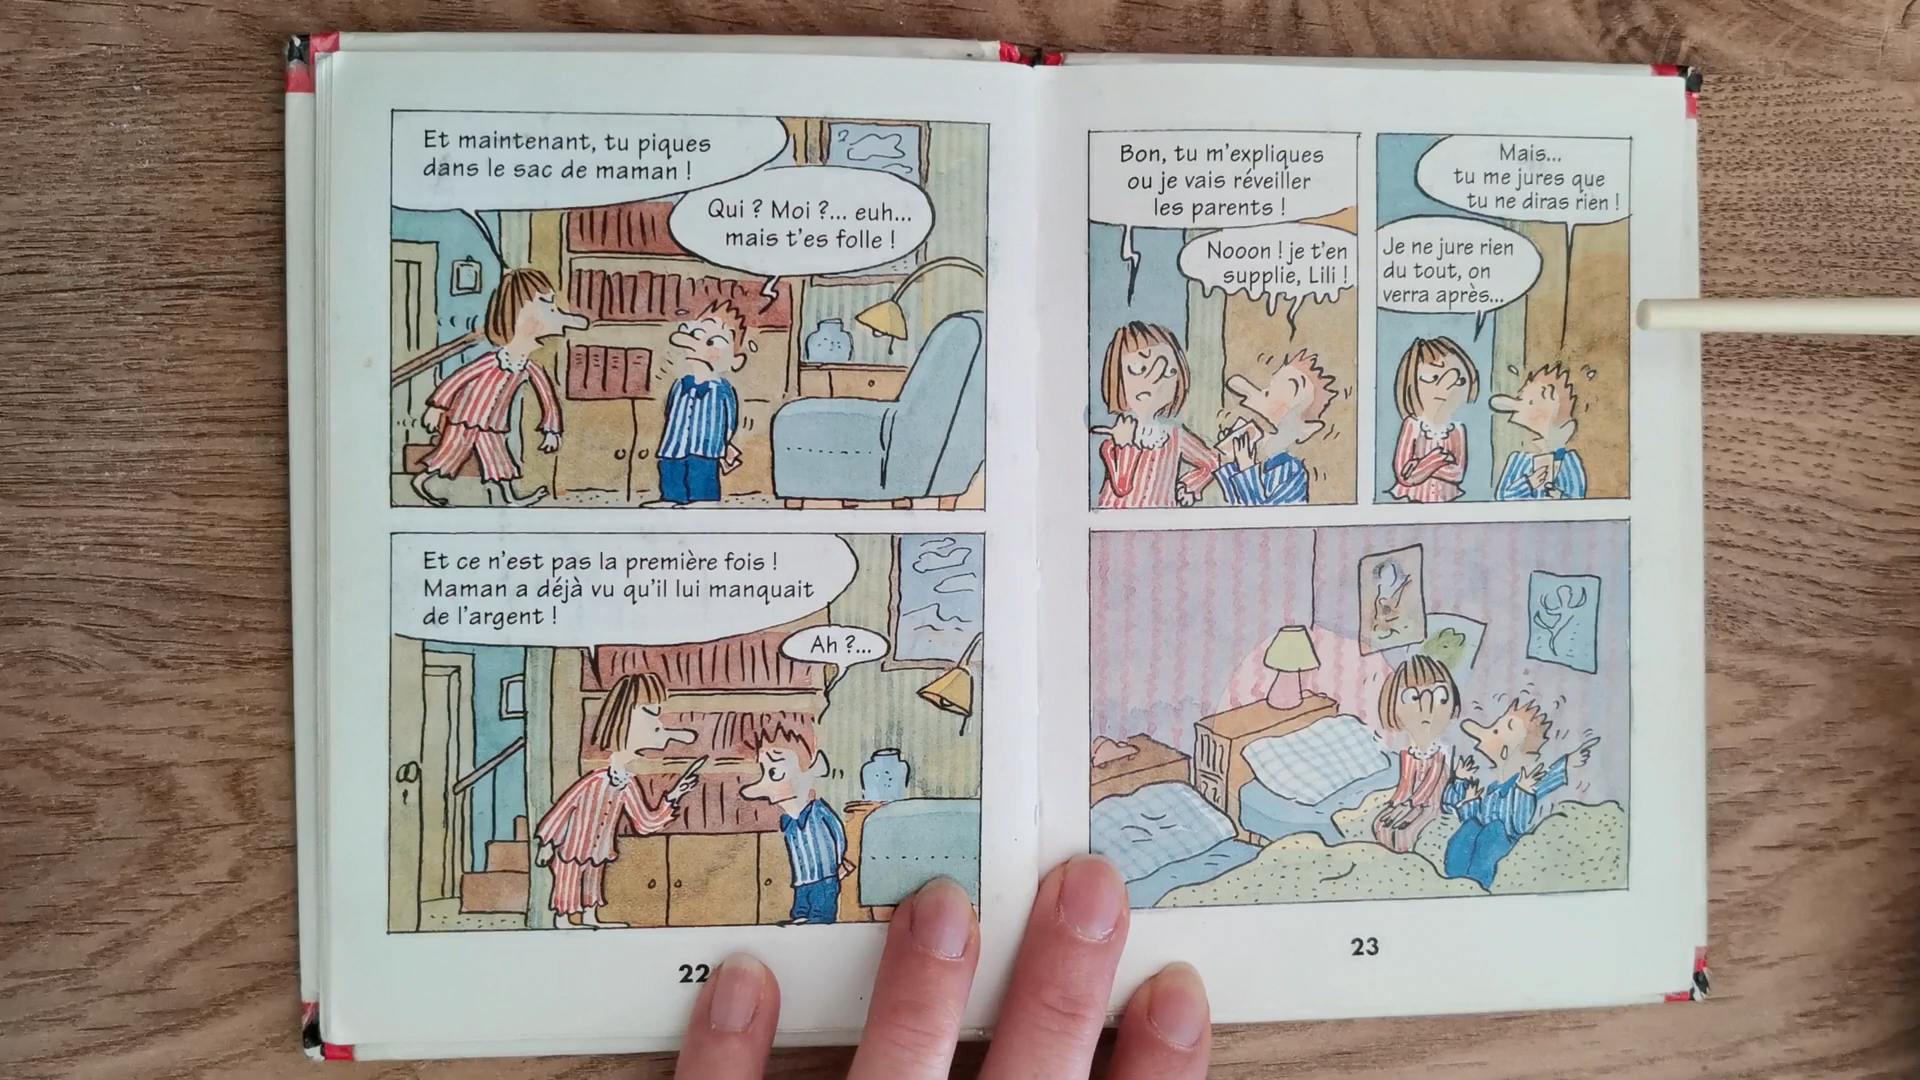 Et maintenant, tu piques
dans le sac de maman !
Qui ? Moi ?... euh...
mais t'es folle !
Et ce n'est pas la première fois !
Maman a déjà vu qu'il lui manquait
de l'argent !
Ah ?...
22
Bon, tu m'expliques
ou je vais réveiller
les parents !
Nooon ! je t'en
supplie, Lili !
Mais...
tu me jures que
tu ne diras rien !
Je ne jure rien
du tout, on
verra après...
23